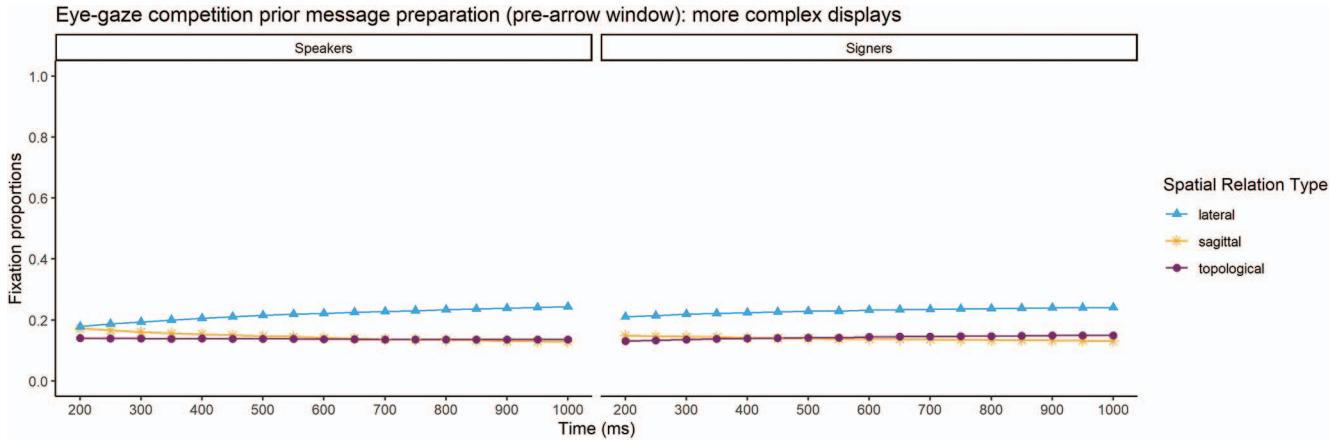 Eye-gaze competition prior message preparation (pre-arrow window): more complex displays
Speakers
Signers
Fixation proportions
1.0
0.8
0.6
0.4
0.2
0.0
200 300 400 500 600 700 800 900 1000
200 300 400 500 600 700 800 900 1000
Time (ms)
Spatial Relation Type
lateral
sagittal
topological